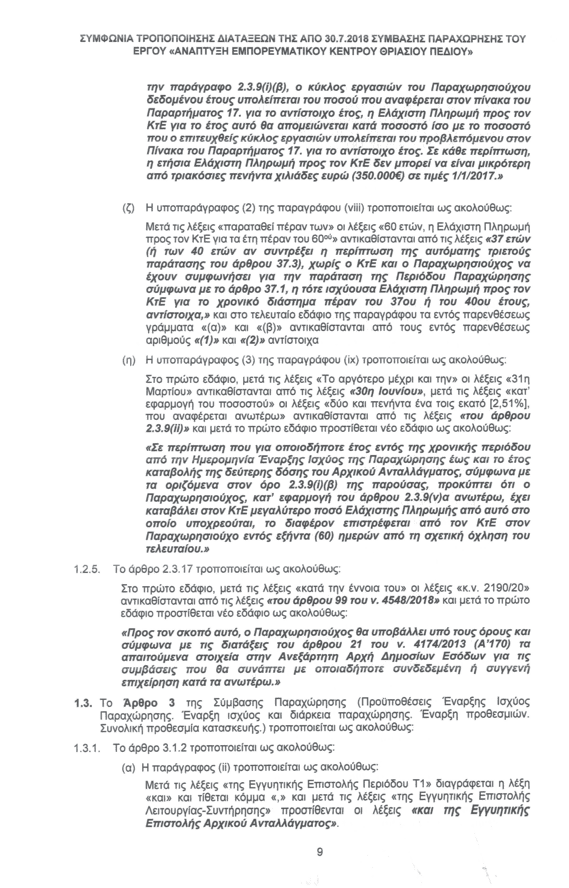 ΣΥΜΦΩΝΙΑ ΤΡΟΠΟΠΟΙΗΣΗΣ ΔΙΑΤΑΞΕΩΝ ΤΗΣ ΑΠΟ 30.7.2018 ΣΥΜΒΑΣΗΣ ΠΑΡΑΧΩΡΗΣΗΣ ΤΟΥ
ΕΡΓΟΥ «ΑΝΑΠΤΥΞΗ ΕΜΠΟΡΕΥΜΑΤΙΚΟΥ ΚΕΝΤΡΟΥ ΘΡΙΑΣΙΟΥ ΠΕΔΙΟΥ»
την παράγραφο 2.3.9(i)(β), ο κύκλος εργασιών του Παραχωρησιούχου
δεδομένου έτους υπολείπεται του ποσού που αναφέρεται στον πίνακα του
Παραρτήματος 17. για το αντίστοιχο έτος, η Ελάχιστη Πληρωμή προς τον
ΚτΕ για το έτος αυτό θα απομειώνεται κατά ποσοστό ίσο με το ποσοστό
που ο επιτευχθείς κύκλος εργασιών υπολείπεται του προβλεπόμενου στον
Πίνακα του Παραρτήματος 17. για το αντίστοιχο έτος. Σε κάθε περίπτωση,
η ετήσια Ελάχιστη Πληρωμή προς τον ΚτΕ δεν μπορεί να είναι μικρότερη
από τριακόσιες πενήντα χιλιάδες ευρώ (350.000€) σε τιμές 1/1/2017.»
(ζ) Η υποπαράγραφος (2) της παραγράφου (viii) τροποποιείται ως ακολούθως:
Μετά τις λέξεις «παραταθεί πέραν των» οι λέξεις «60 ετών, η Ελάχιστη Πληρωμή
προς τον ΚτΕ για τα έτη πέραν του 60ού» αντικαθίστανται από τις λέξεις «37 ετών
(ή των 40 ετών αν συντρέξει η περίπτωση της αυτόματης τριετούς
παράτασης του άρθρου 37.3), χωρίς ο ΚτΕ και ο Παραχωρησιούχος να
έχουν συμφωνήσει για την παράταση της Περιόδου Παραχώρησης
σύμφωνα με το άρθρο 37.1, η τότε ισχύουσα Ελάχιστη Πληρωμή προς τον
ΚτΕ για το χρονικό διάστημα πέραν του 37ου ή του 40ου έτους,
αντίστοιχα,» και στο τελευταίο εδάφιο της παραγράφου τα εντός παρενθέσεως
γράμματα «(α)» και «(β)» αντικαθίστανται από τους εντός παρενθέσεως
αριθμούς «(1)» και «(2)» αντίστοιχα
(η) Η υποπαράγραφος (3) της παραγράφου (ix) τροποποιείται ως ακολούθως:
Στο πρώτο εδάφιο, μετά τις λέξεις «Το αργότερο μέχρι και την» οι λέξεις «31η
Μαρτίου» αντικαθίστανται από τις λέξεις «30η Ιουνίου», μετά τις λέξεις «κατ'
εφαρμογή του ποσοστού» οι λέξεις «δύο και πενήντα ένα τοις εκατό [2,51%],
που αναφέρεται ανωτέρω» αντικαθίστανται από τις λέξεις «του άρθρου
2.3.9(ii)» και μετά το πρώτο εδάφιο προστίθεται νέο εδάφιο ως ακολούθως:
«Σε περίπτωση που για οποιοδήποτε έτος εντός της χρονικής περιόδου
από την Ημερομηνία Έναρξης Ισχύος της Παραχώρησης έως και το έτος
καταβολής της δεύτερης δόσης του Αρχικού Ανταλλάγματος, σύμφωνα με
τα οριζόμενα στον όρο 2.3.9(i)(β) της παρούσας, προκύπτει ότι ο
Παραχωρησιούχος, κατ' εφαρμογή του άρθρου 2.3.9(v)α ανωτέρω, έχει
καταβάλει στον ΚτΕ μεγαλύτερο ποσό Ελάχιστης Πληρωμής από αυτό στο
οποίο υποχρεούται, το διαφέρον επιστρέφεται από τον ΚτΕ στον
Παραχωρησιούχο εντός εξήντα (60) ημερών από τη σχετική όχληση του
τελευταίου.»
1.2.5. Το άρθρο 2.3.17 τροποποιείται ως ακολούθως:
Στο πρώτο εδάφιο, μετά τις λέξεις «κατά την έννοια του» οι λέξεις «κ.ν. 2190/20»
αντικαθίστανται από τις λέξεις «του άρθρου 99 του ν. 4548/2018» και μετά το πρώτο
εδάφιο προστίθεται νέο εδάφιο ως ακολούθως:
«Προς τον σκοπό αυτό, ο Παραχωρησιούχος θα υποβάλλει υπό τους όρους και
σύμφωνα με τις διατάξεις του άρθρου 21 του ν. 4174/2013 (Α'170) τα
απαιτούμενα στοιχεία στην Ανεξάρτητη Αρχή Δημοσίων Εσόδων για τις
συμβάσεις που θα συνάπτει με οποιαδήποτε συνδεδεμένη ή συγγενή
επιχείρηση κατά τα ανωτέρω.»
1.3. Το Άρθρο 3 της Σύμβασης Παραχώρησης (Προϋποθέσεις Έναρξης Ισχύος
Παραχώρησης. Έναρξη ισχύος και διάρκεια παραχώρησης. Έναρξη προθεσμιών.
Συνολική προθεσμία κατασκευής.) τροποποιείται ως ακολούθως:
1.3.1. Το άρθρο 3.1.2 τροποποιείται ως ακολούθως:
(α) Η παράγραφος (ii) τροποποιείται ως ακολούθως:
Μετά τις λέξεις «της Εγγυητικής Επιστολής Περιόδου Τ1» διαγράφεται η λέξη
«και» και τίθεται κόμμα «,» και μετά τις λέξεις «της Εγγυητικής Επιστολής
Λειτουργίας-Συντήρησης» προστίθενται οι λέξεις «και της Εγγυητικής
Επιστολής Αρχικού Ανταλλάγματος».
9